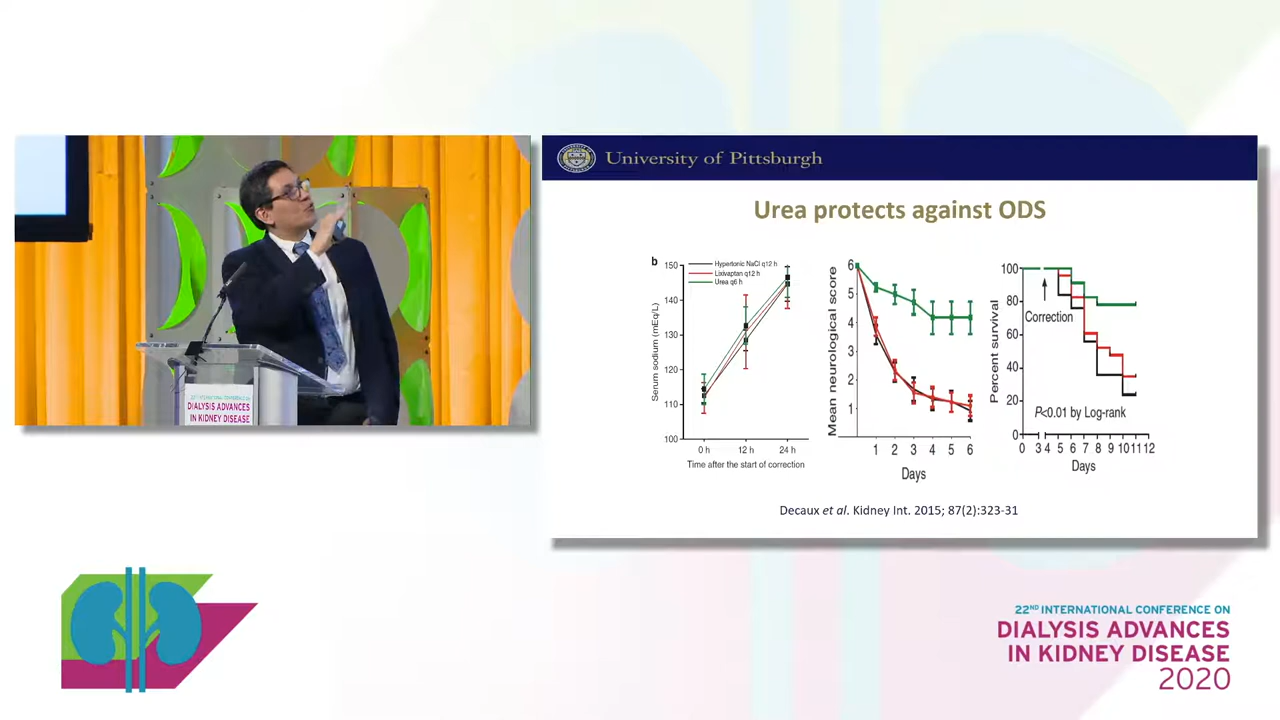 22ND INTERNATIONAL CONFERENCE ON
DIALYSIS ADVANCES
IN KIDNEY DISEASE
University of Pittsburgh
Urea protects against ODS
b
Hypertonic NaCl q12 h
Lixivaptan q12 h
Urea q6 h
150
140
130
120
110
100
Serum sodium (mEq/L)
0 h
12 h
24 h
Time after the start of correction
6
5
4
3
2
1
Mean neurological score
1 2 3 4 5 6
Days
100
80
60
40
20
0
Percent survival
Correction
P<0.01 by Log-rank
0 3 4 5 6 7 8 9 10 11 12
Days
Decaux et al. Kidney Int. 2015; 87(2):323-31
22ND INTERNATIONAL CONFERENCE ON
DIALYSIS ADVANCES
IN KIDNEY DISEASE
2020